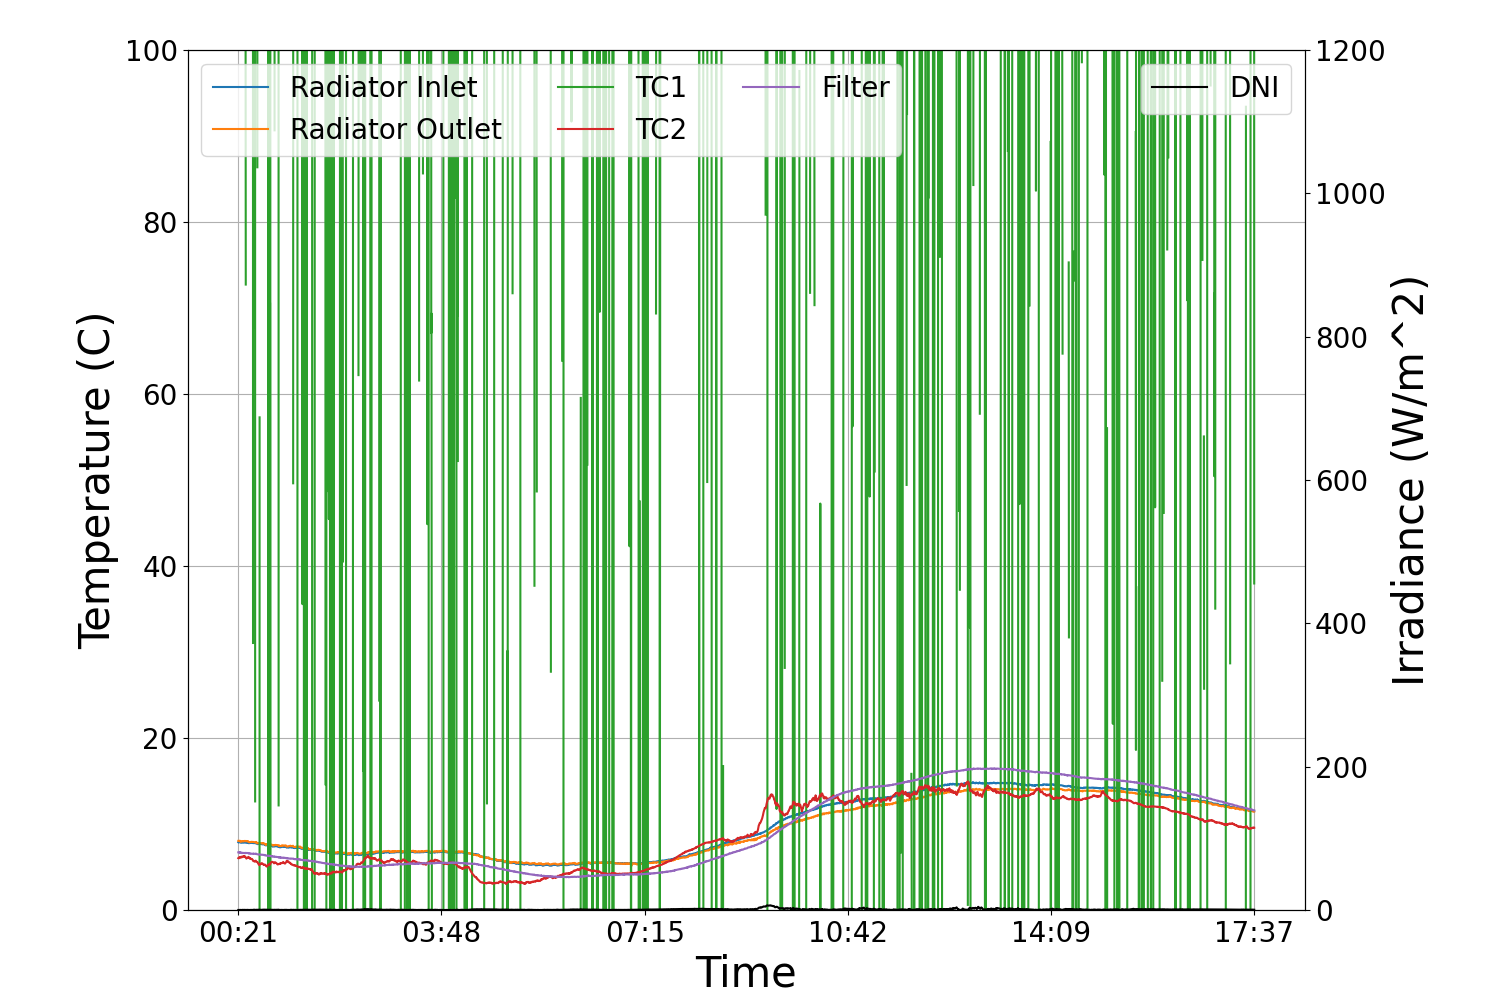 Radiator Inlet
Radiator Outlet
TC1
TC2
Filter
DNI
Temperature (C)
100
80
60
40
20
0
Irradiance (W/m^2)
1200
1000
800
600
400
200
0
00:21 03:48 07:15 10:42 14:09 17:37
Time